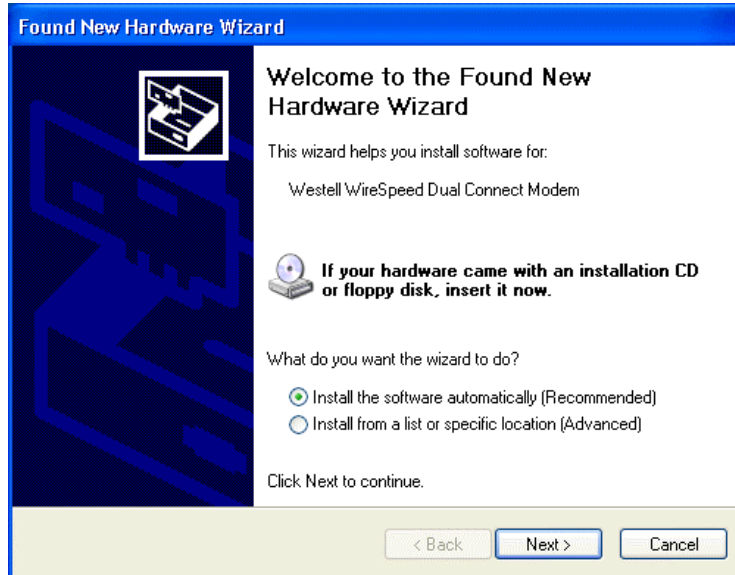 Found New Hardware Wizard
Welcome to the Found New
Hardware Wizard
This wizard helps you install software for:
Westell WireSpeed Dual Connect Modem
If your hardware came with an installation CD
or floppy disk, insert it now.
What do you want the wizard to do?
Install the software automatically (Recommended)
Install from a list or specific location (Advanced)
Click Next to continue.
< Back Next > Cancel